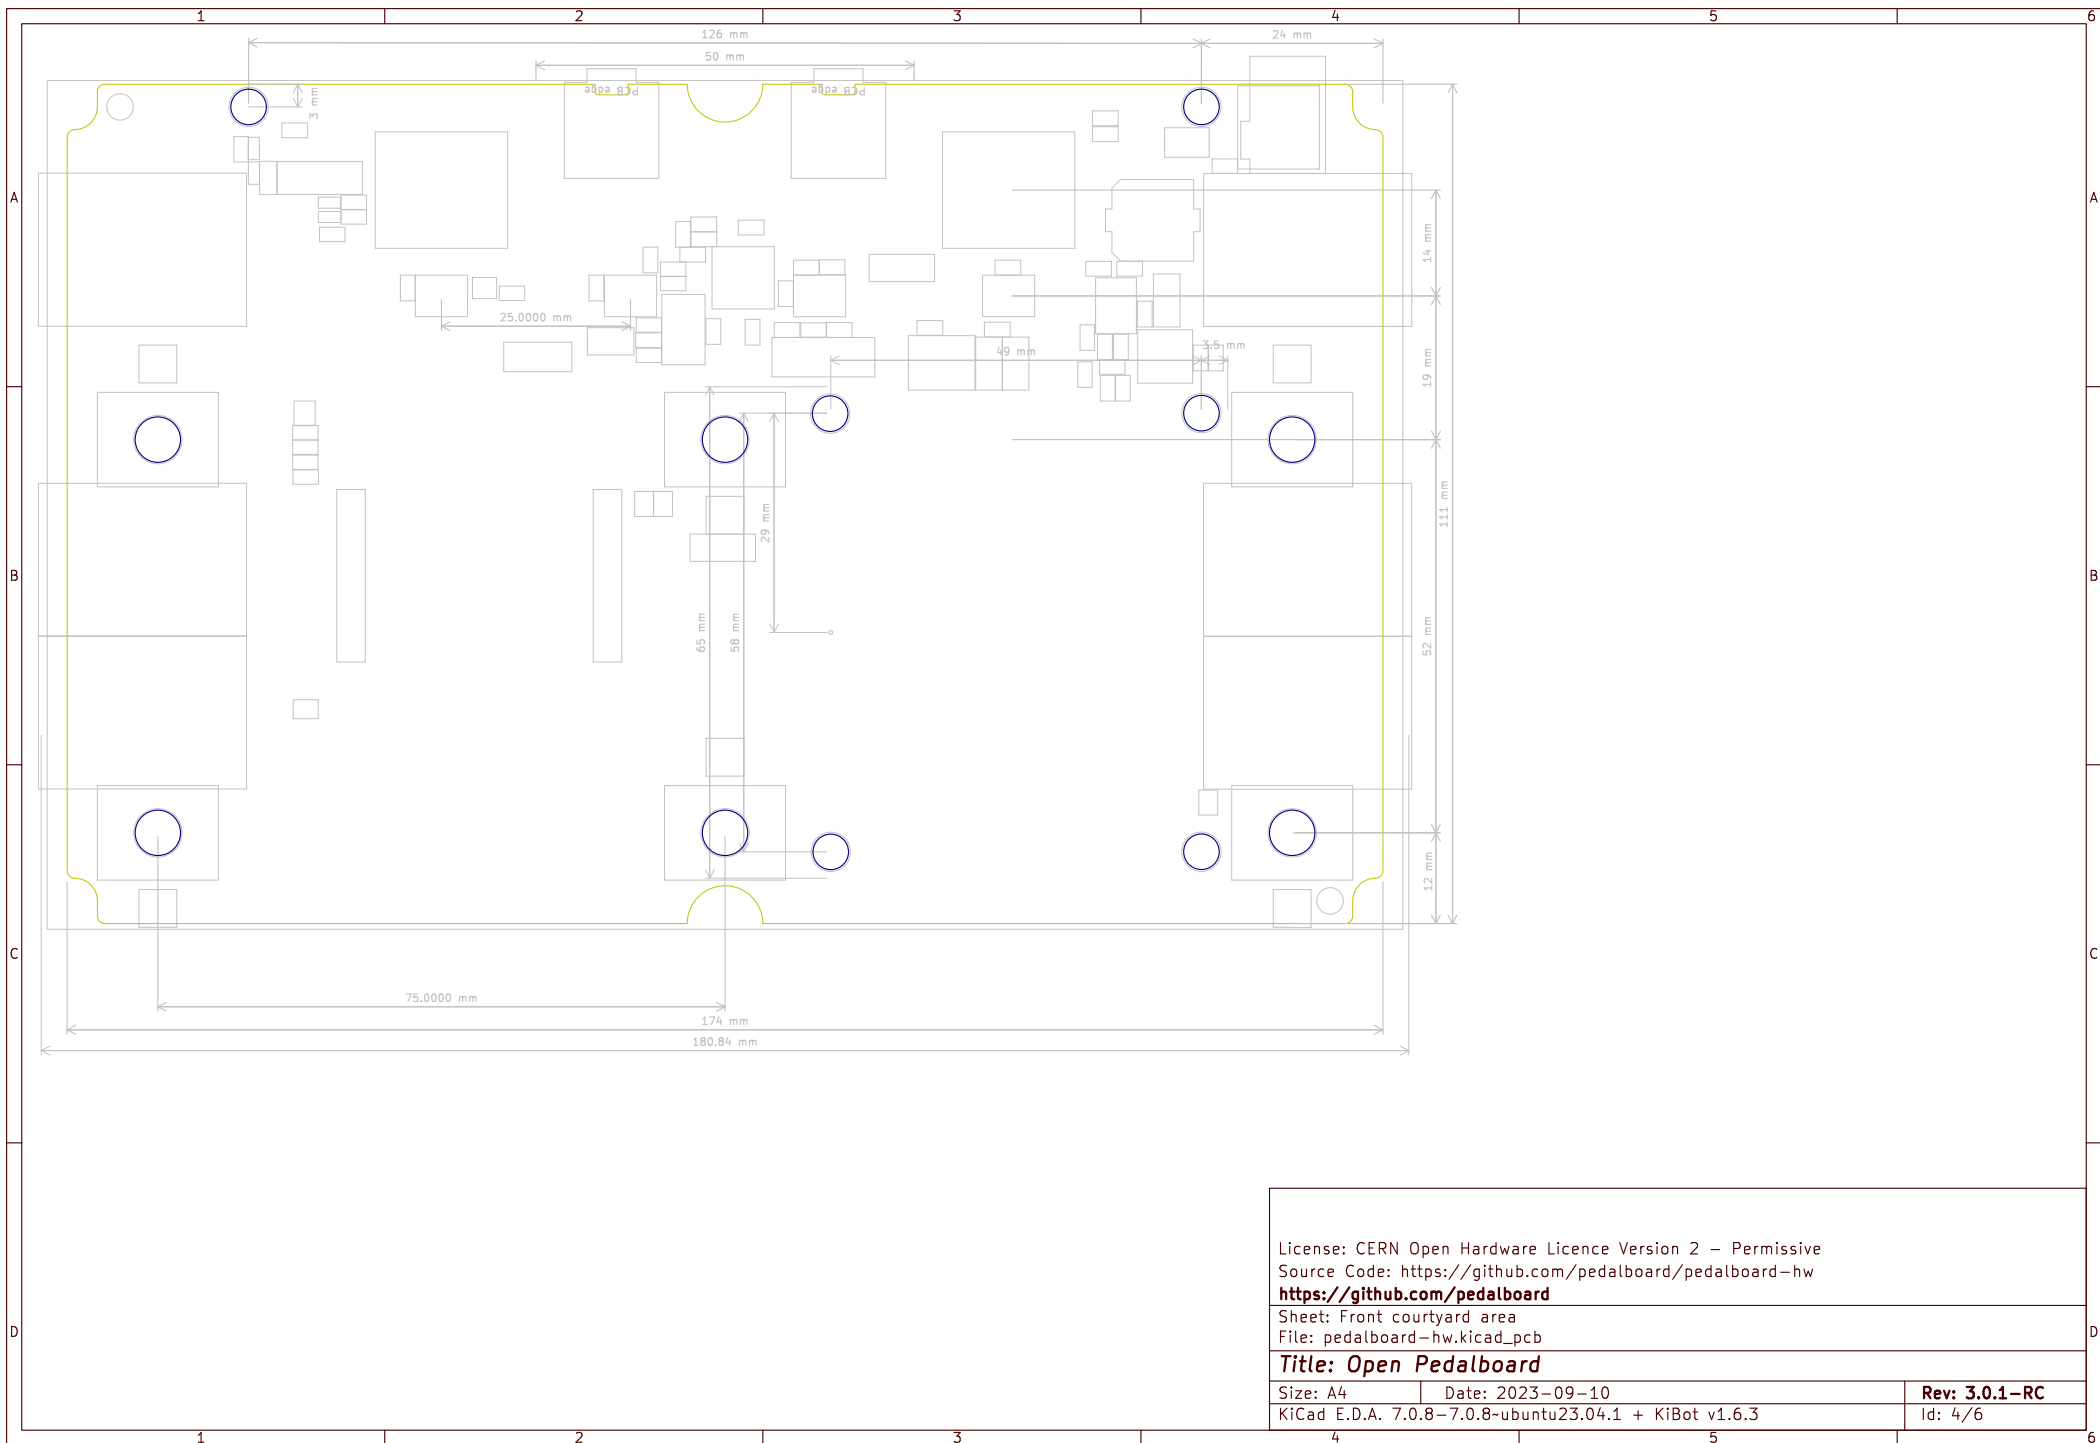 1 2 3 4 5 6
126 mm
24 mm
50 mm
3 mm
PCB edge
PCB edge
A
A
14 mm
25.0000 mm
49 mm
3.5 mm
19 mm
29 mm
111 mm
B
B
65 mm
58 mm
52 mm
12 mm
C
C
75.0000 mm
174 mm
180.84 mm
License: CERN Open Hardware Licence Version 2 - Permissive
Source Code: https://github.com/pedalboard/pedalboard-hw
https://github.com/pedalboard
Sheet: Front courtyard area
File: pedalboard-hw.kicad_pcb
D
D
Title: Open Pedalboard
Size: A4
Date: 2023-09-10
Rev: 3.0.1-RC
KiCad E.D.A. 7.0.8-7.0.8~ubuntu23.04.1 + KiBot v1.6.3
Id: 4/6
1 2 3 4 5 6